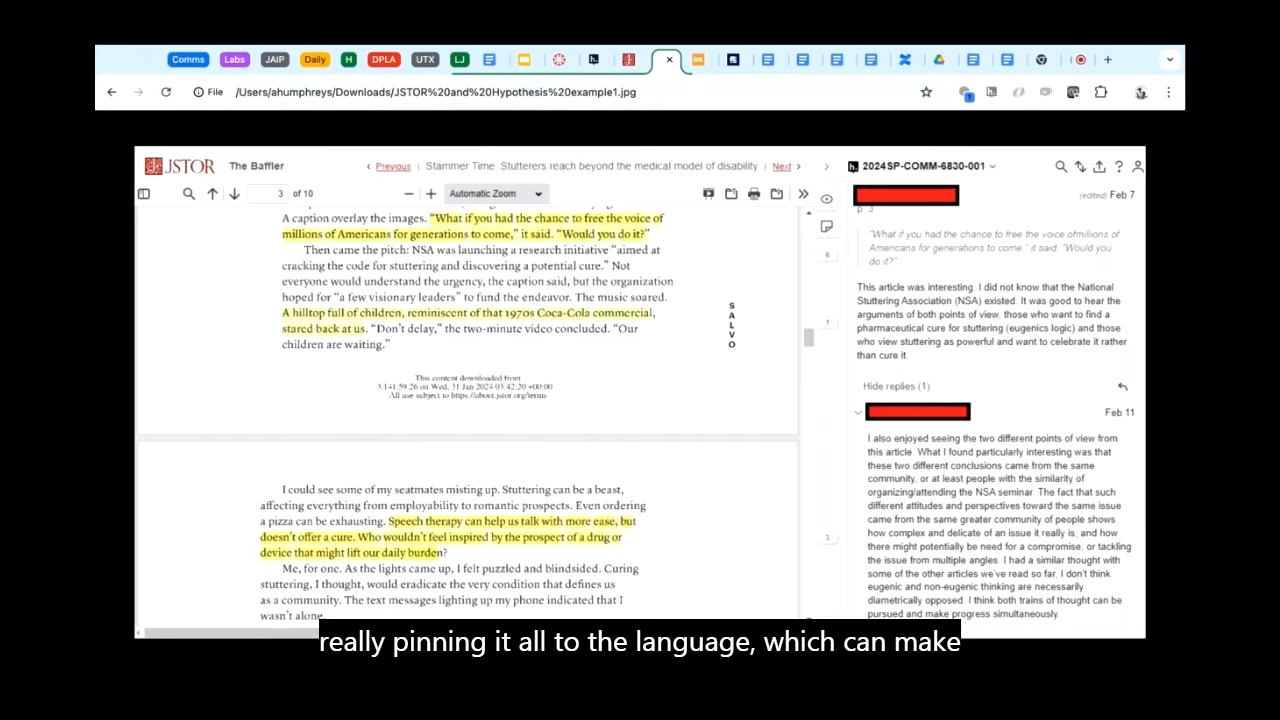 Comms Labs JAIP Daily H DPLA UTX LJ
File /Users/ahumphreys/Downloads/JSTOR%20and%20Hypothesis%20example1.jpg
JSTOR The Baffler Previous Stammer Time Stutterers reach beyond the medical model of disability Next
3 of 10 Automatic Zoom
A caption overlay the images. “What if you had the chance to free the voice of
millions of Americans for generations to come,” it said. “Would you do it?”
Then came the pitch: NSA was launching a research initiative “aimed at
cracking the code for stuttering and discovering a potential cure.” Not
everyone would understand the urgency, the caption said, but the organization
hoped for “a few visionary leaders” to fund the endeavor. The music soared.
A hilltop full of children, reminiscent of that 1970s Coca-Cola commercial,
stared back at us. “Don’t delay,” the two-minute video concluded. “Our
children are waiting.”
S
A
L
V
O
This content downloaded from
3.141.59.26 on Wed, 31 Jan 2024 03:42:20 +00:00
All use subject to https://about.jstor.org/terms
I could see some of my seatmates misting up. Stuttering can be a beast,
affecting everything from employability to romantic prospects. Even ordering
a pizza can be exhausting. Speech therapy can help us talk with more ease, but
doesn’t offer a cure. Who wouldn’t feel inspired by the prospect of a drug or
device that might lift our daily burden?
Me, for one. As the lights came up, I felt puzzled and blindsided. Curing
stuttering, I thought, would eradicate the very condition that defines us
as a community. The text messages lighting up my phone indicated that I
wasn’t alone.
6
1
3
2024SP-COMM-6830-001
(edited) Feb 7
p. 3
“What if you had the chance to free the voice ofmillions of
Americans for generations to come,” it said. “Would you
do it?”
This article was interesting. I did not know that the National
Stuttering Association (NSA) existed. It was good to hear the
arguments of both points of view, those who want to find a
pharmaceutical cure for stuttering (eugenics logic) and those
who view stuttering as powerful and want to celebrate it rather
than cure it
Hide replies (1)
Feb 11
I also enjoyed seeing the two different points of view from
this article. What I found particularly interesting was that
these two different conclusions came from the same
community, or at least people with the similarity of
organizing/attending the NSA seminar. The fact that such
different attitudes and perspectives toward the same issue
came from the same greater community of people shows
how complex and delicate of an issue it really is, and how
there might potentially be need for a compromise, or tackling
the issue from multiple angles. I had a similar thought with
some of the other articles we've read so far, I don't think
eugenic and non-eugenic thinking are necessarily
diametrically opposed. I think both trains of thought can be
pursued and make progress simultaneously.
really pinning it all to the language, which can make